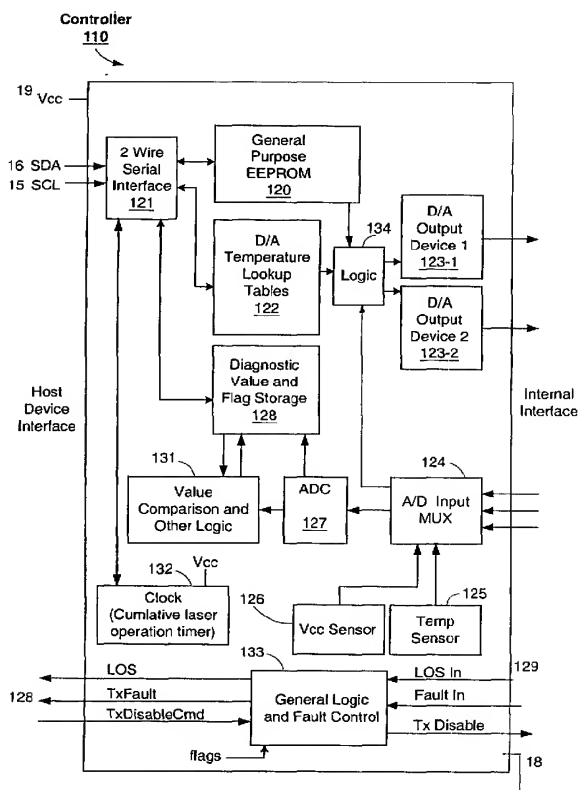 Controller
110
19 Vcc
16 SDA
15 SCL
2 Wire
Serial
Interface
121
General
Purpose
EEPROM
120
D/A
Temperature
Lookup
Tables
122
134
Logic
D/A
Output
Device 1
123-1
D/A
Output
Device 2
123-2
Host
Device
Interface
Internal
Interface
Diagnostic
Value and
Flag Storage
128
131
Value
Comparison and
Other Logic
ADC
127
124
A/D Input
MUX
132
Vcc
Clock
(Cumlative laser
operation timer)
126
Vcc Sensor
125
Temp
Sensor
133
General Logic
and Fault Control
LOS
128
TxFault
TxDisableCmd
flags
LOS In
129
Fault In
Tx Disable
18